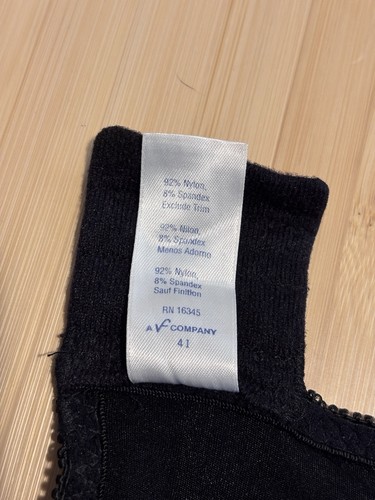 92% Nylon,
8% Spandex
Exclude Trim
92% Nilon,
8% Spandex
Menos Adorno
92% Nylon,
8% Spandex
Sauf Finition
RN 16345
A VF COMPANY